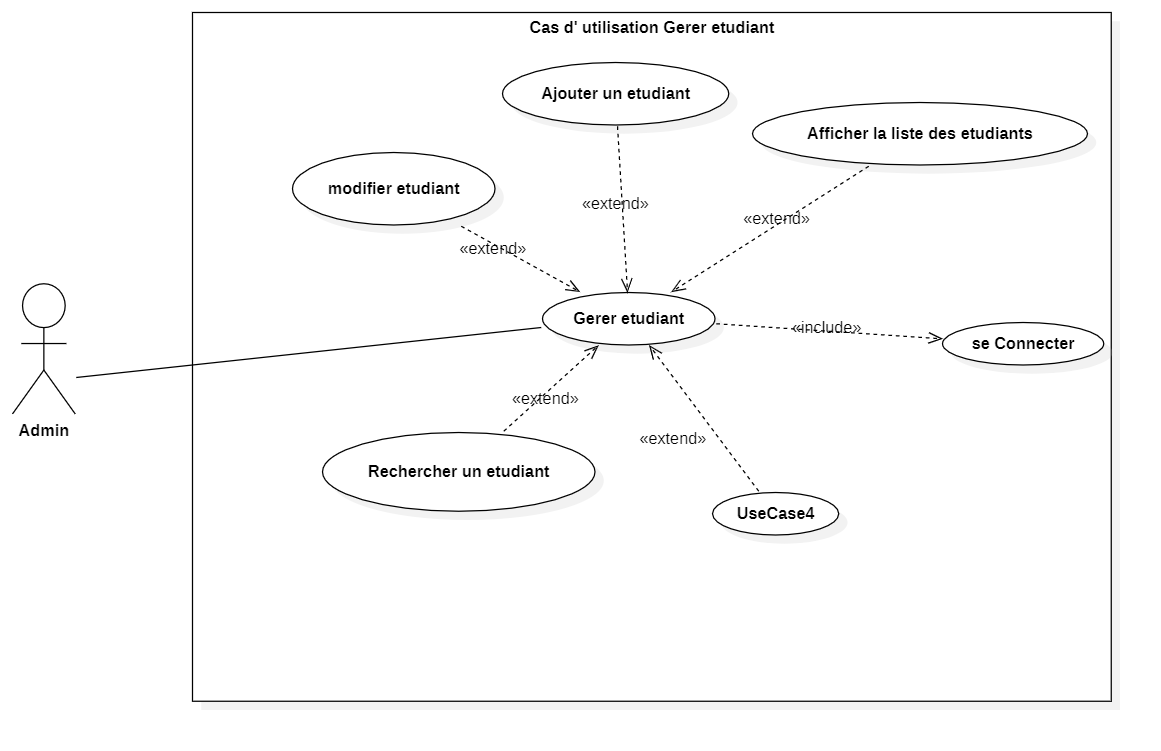 Cas d' utilisation Gerer etudiant
Ajouter un etudiant
Afficher la liste des etudiants
modifier etudiant
«extend»
«extend»
«extend»
Gerer etudiant
«include»
se Connecter
«extend»
Admin
«extend»
Rechercher un etudiant
UseCase4